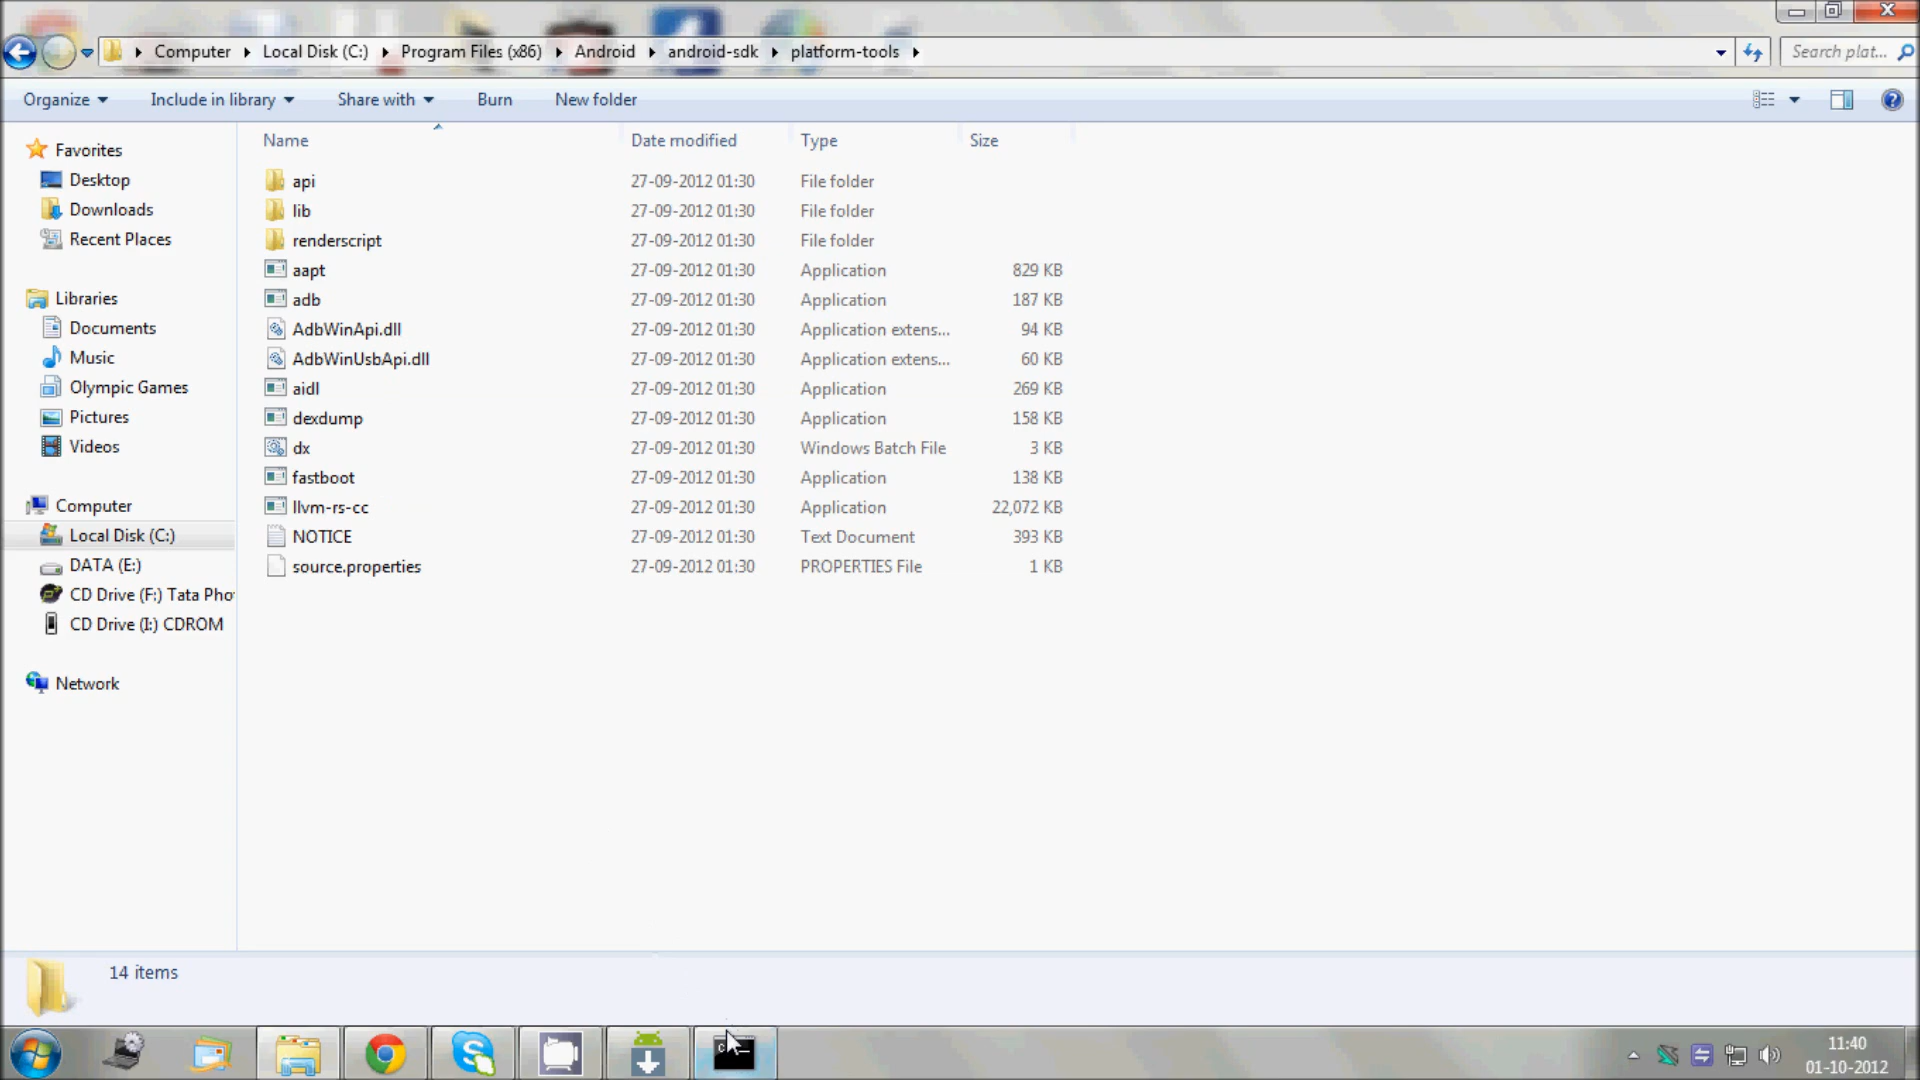 Computer Local Disk (C:) Program Files (x86) Android android-sdk platform-tools Search plat...
Organize Include in library Share with Burn New folder
Name Date modified Type Size
Favorites
Desktop
Downloads
Recent Places
Libraries
Documents
Music
Olympic Games
Pictures
Videos
Computer
Local Disk (C:)
DATA (E:)
CD Drive (F:) Tata Pho
CD Drive (I:) CDROM
Network
api 27-09-2012 01:30 File folder
lib 27-09-2012 01:30 File folder
renderscript 27-09-2012 01:30 File folder
aapt 27-09-2012 01:30 Application 829 KB
adb 27-09-2012 01:30 Application 187 KB
AdbWinApi.dll 27-09-2012 01:30 Application extens... 94 KB
AdbWinUsbApi.dll 27-09-2012 01:30 Application extens... 60 KB
aidl 27-09-2012 01:30 Application 269 KB
dexdump 27-09-2012 01:30 Application 158 KB
dx 27-09-2012 01:30 Windows Batch File 3 KB
fastboot 27-09-2012 01:30 Application 138 KB
llvm-rs-cc 27-09-2012 01:30 Application 22,072 KB
NOTICE 27-09-2012 01:30 Text Document 393 KB
source.properties 27-09-2012 01:30 PROPERTIES File 1 KB
14 items
11:40
01-10-2012